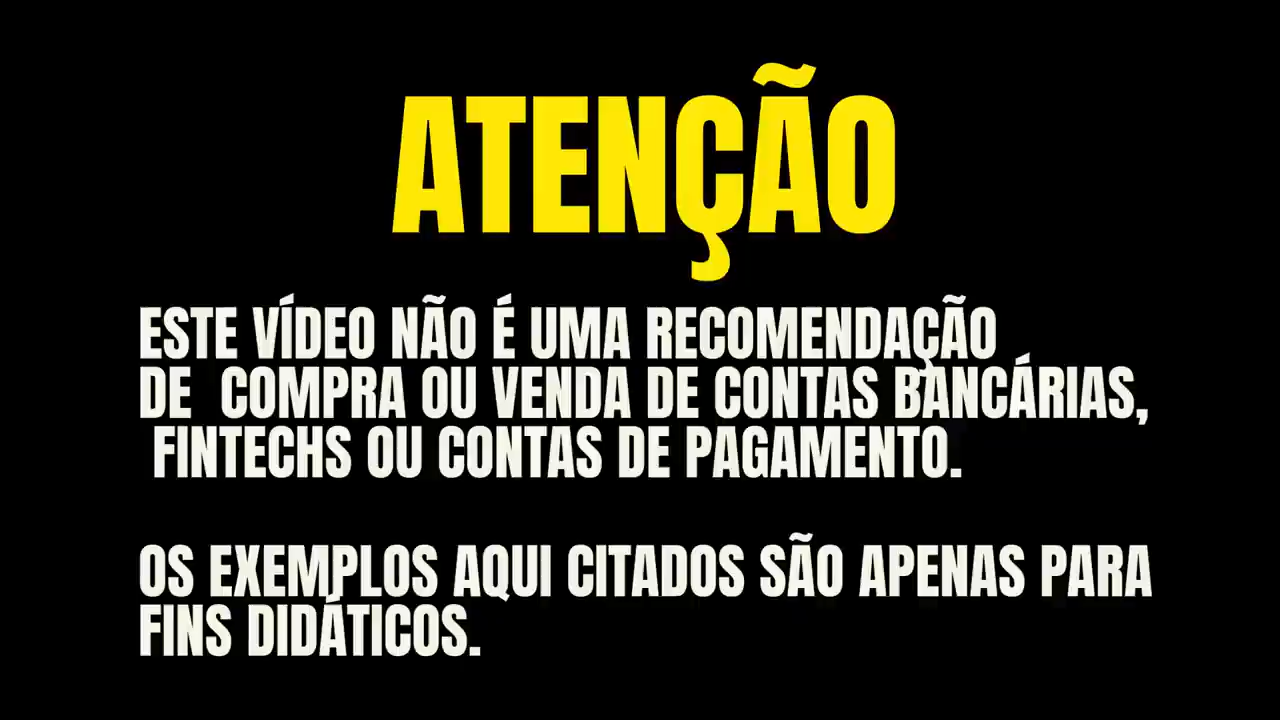 ATENÇÃO
ESTE VÍDEO NÃO É UMA RECOMENDAÇÃO
DE COMPRA OU VENDA DE CONTAS BANCÁRIAS,
FINTECHS OU CONTAS DE PAGAMENTO.
OS EXEMPLOS AQUI CITADOS SÃO APENAS PARA
FINS DIDÁTICOS.